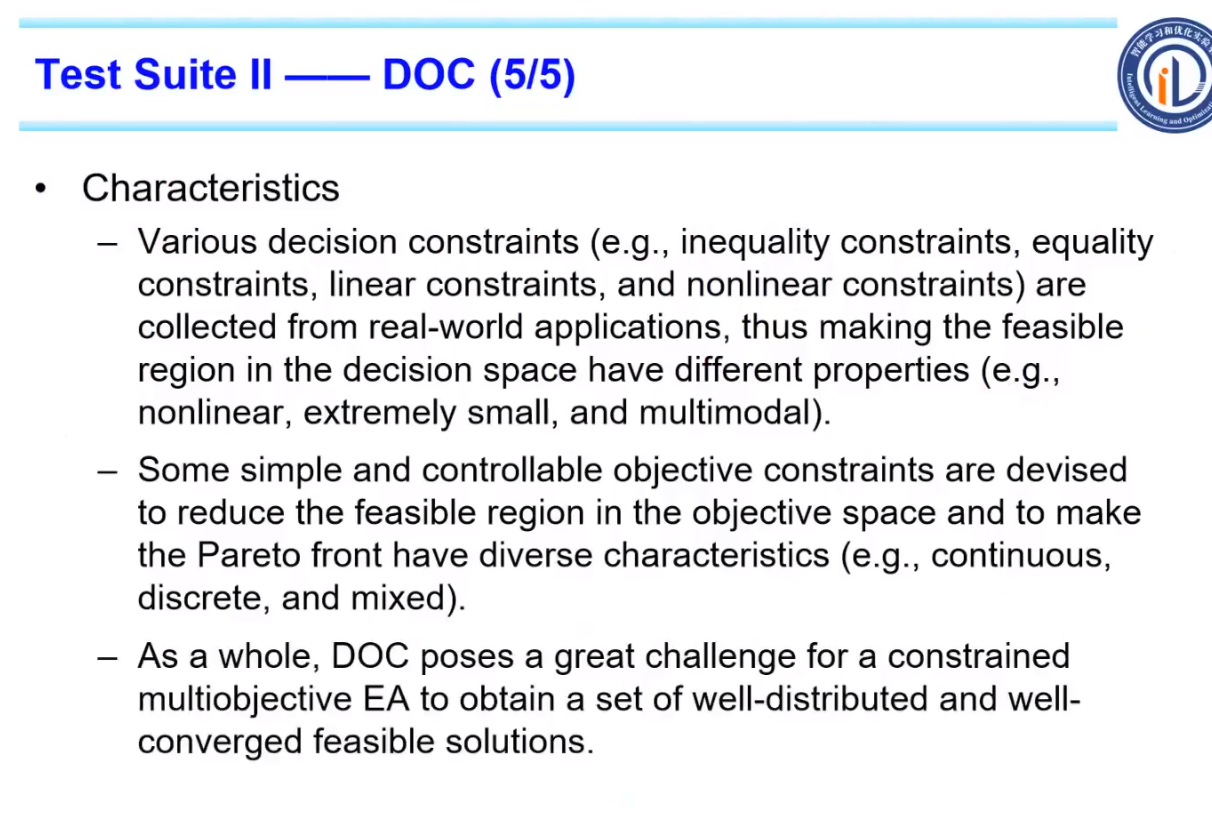 Test Suite II —— DOC (5/5)
• Characteristics
– Various decision constraints (e.g., inequality constraints, equality
constraints, linear constraints, and nonlinear constraints) are
collected from real-world applications, thus making the feasible
region in the decision space have different properties (e.g.,
nonlinear, extremely small, and multimodal).
– Some simple and controllable objective constraints are devised
to reduce the feasible region in the objective space and to make
the Pareto front have diverse characteristics (e.g., continuous,
discrete, and mixed).
– As a whole, DOC poses a great challenge for a constrained
multiobjective EA to obtain a set of well-distributed and well-
converged feasible solutions.
智能学习和优化实验
Intelligent Learning and